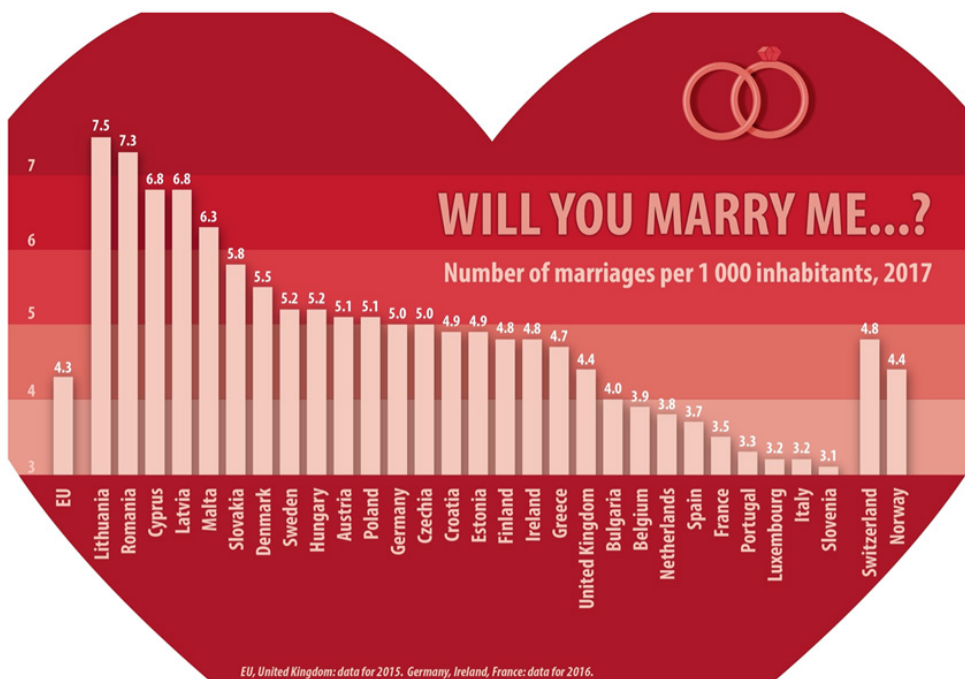 WILL YOU MARRY ME...?
Number of marriages per 1 000 inhabitants, 2017
7
6
5
4
3
4.3
7.5
7.3
6.8
6.8
6.3
5.8
5.5
5.2
5.2
5.1
5.1
5.0
5.0
4.9
4.9
4.8
4.8
4.7
4.4
4.0
3.9
3.8
3.7
3.5
3.3
3.2
3.2
3.1
4.8
4.4
EU
Lithuania
Romania
Cyprus
Latvia
Malta
Slovakia
Denmark
Sweden
Hungary
Austria
Poland
Germany
Czechia
Croatia
Estonia
Finland
Ireland
Greece
United Kingdom
Bulgaria
Belgium
Netherlands
Spain
France
Portugal
Luxembourg
Italy
Slovenia
Switzerland
Norway
EU, United Kingdom: data for 2015. Germany, Ireland, France: data for 2016.